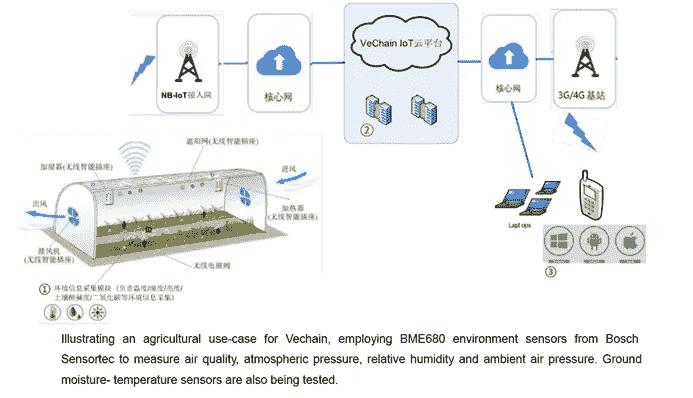 VeChain IoT云平台
NB-IoT接入网
核心网
核心网
3G/4G 基站
②
遮阳网(无线智能插座)
加湿器(无线智能插座)
进风
出风
加热器
(无线智能插座)
鼓风机
(无线智能插座)
无线电磁阀
Laptops
① 环境信息采集模块（负责温度/湿度/亮度/
土壤酸碱度/二氧化碳等环境信息采集）
③
Illustrating an agricultural use-case for Vechain, employing BME680 environment sensors from Bosch
Sensortec to measure air quality, atmospheric pressure, relative humidity and ambient air pressure. Ground
moisture- temperature sensors are also being tested.